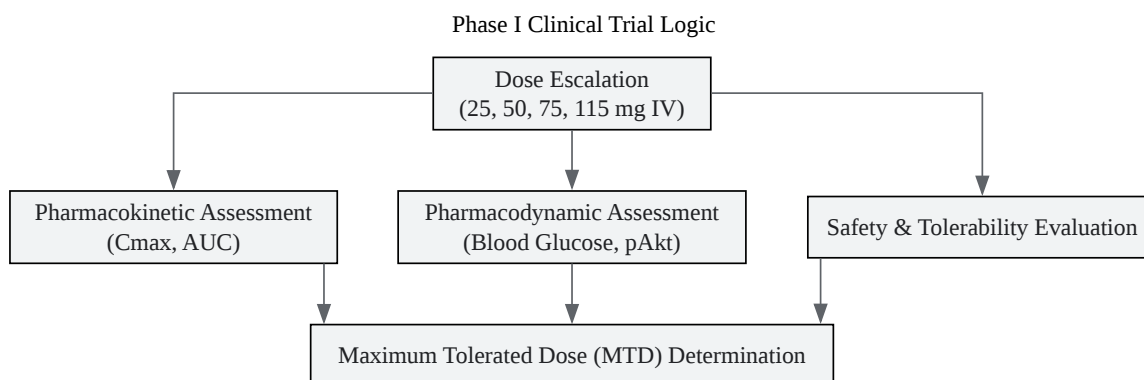 Phase I Clinical Trial Logic
Dose Escalation
(25, 50, 75, 115 mg IV)
Pharmacokinetic Assessment
(Cmax, AUC)
Pharmacodynamic Assessment
(Blood Glucose, pAkt)
Safety & Tolerability Evaluation
Maximum Tolerated Dose (MTD) Determination